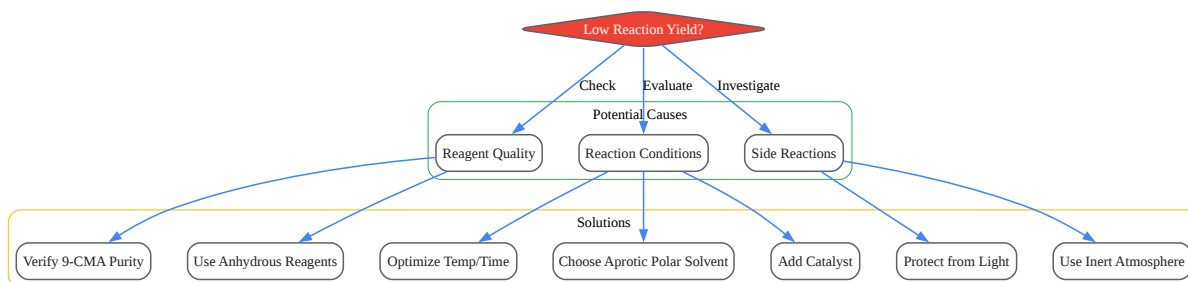 Low Reaction Yield?
Check
Evaluate
Investigate
Potential Causes
Reagent Quality
Reaction Conditions
Side Reactions
Solutions
Verify 9-CMA Purity
Use Anhydrous Reagents
Optimize Temp/Time
Choose Aprotic Polar Solvent
Add Catalyst
Protect from Light
Use Inert Atmosphere